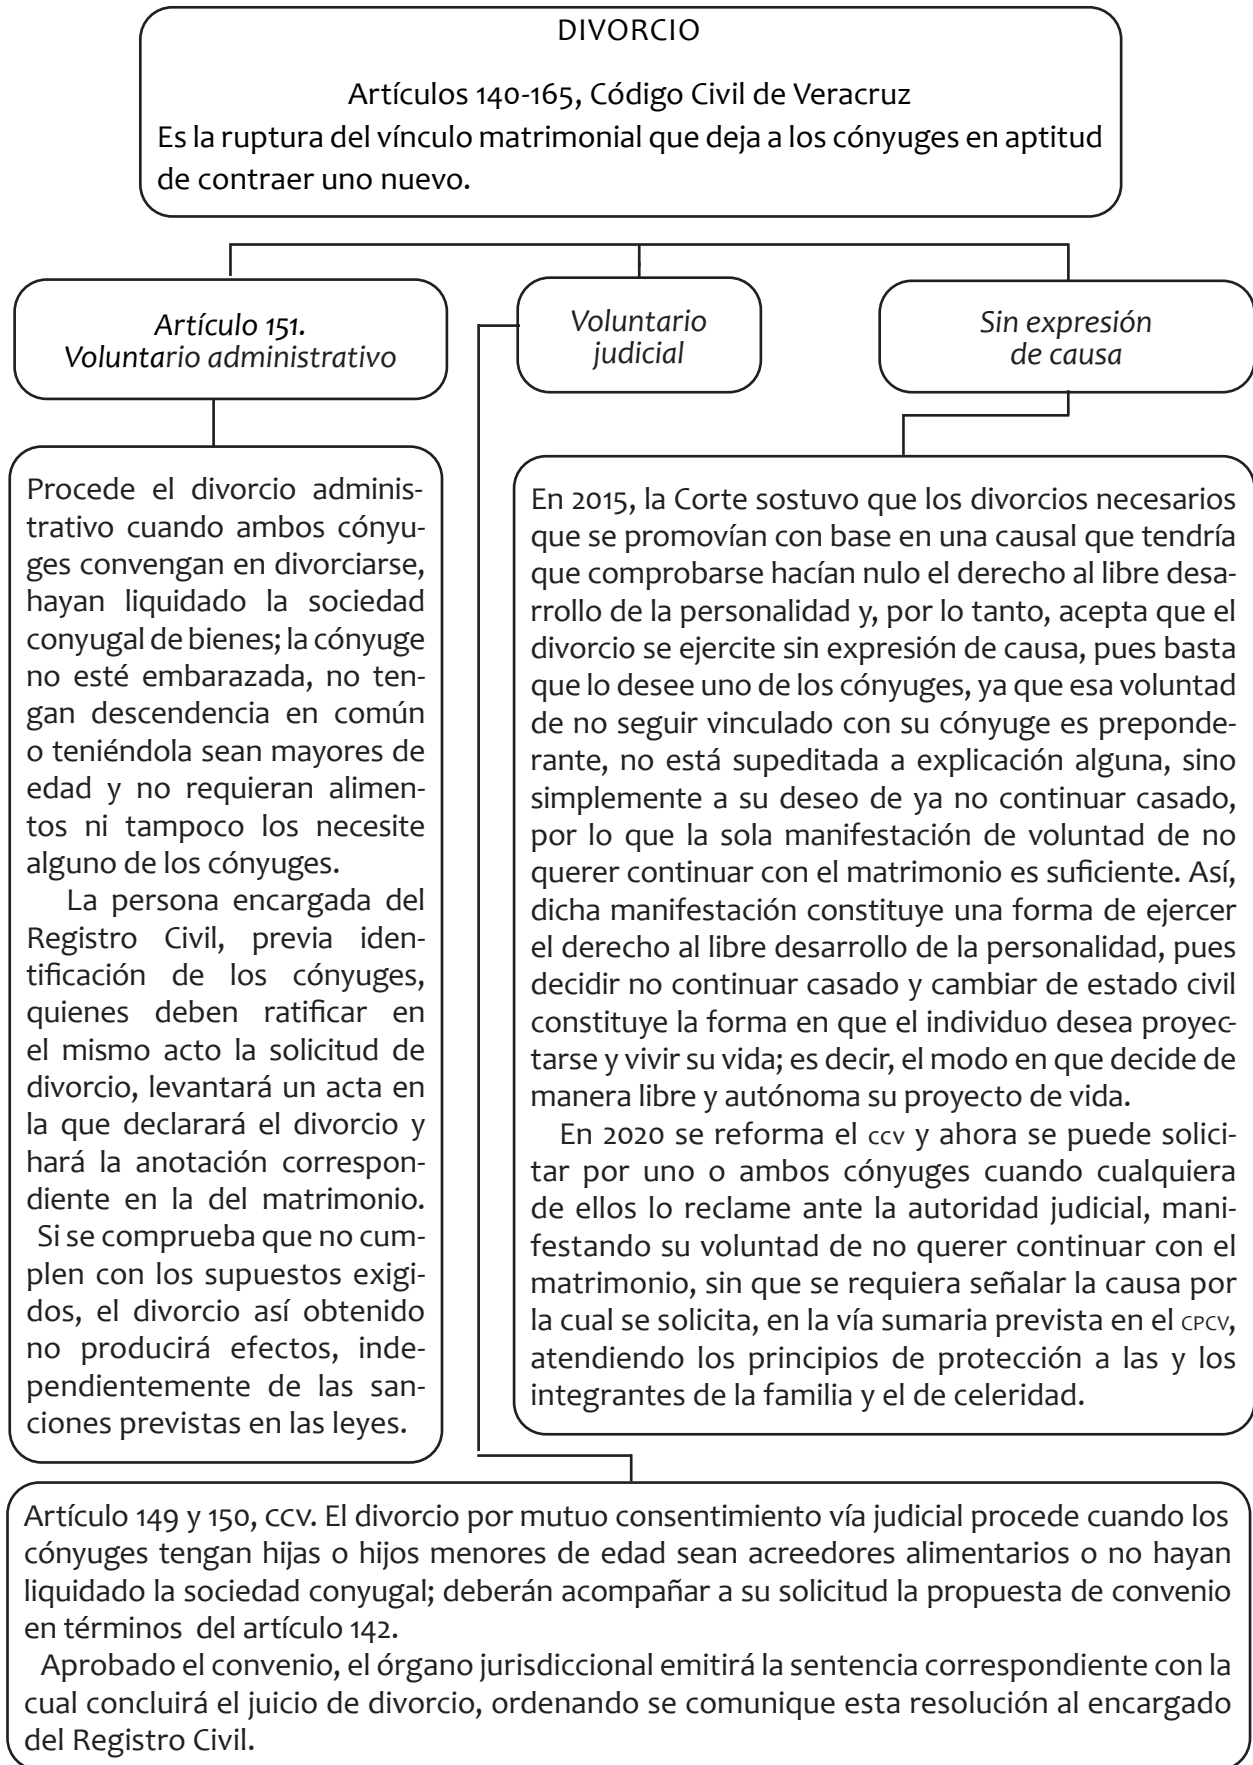 DIVORCIO
Artículos 140-165, Código Civil de Veracruz
Es la ruptura del vínculo matrimonial que deja a los cónyuges en aptitud
de contraer uno nuevo.
Artículo 151.
Voluntario administrativo
Voluntario
judicial
Sin expresión
de causa
Procede el divorcio adminis-
trativo cuando ambos cónyu-
ges convengan en divorciarse,
hayan liquidado la sociedad
conyugal de bienes; la cónyuge
no esté embarazada, no ten-
gan descendencia en común
o teniéndola sean mayores de
edad y no requieran alimen-
tos ni tampoco los necesite
alguno de los cónyuges.
La persona encargada del
Registro Civil, previa iden-
tificación de los cónyuges,
quienes deben ratificar en
el mismo acto la solicitud de
divorcio, levantará un acta en
la que declarará el divorcio y
hará la anotación correspon-
diente en la del matrimonio.
Si se comprueba que no cum-
plen con los supuestos exigi-
dos, el divorcio así obtenido
no producirá efectos, inde-
pendientemente de las san-
ciones previstas en las leyes.
En 2015, la Corte sostuvo que los divorcios necesarios
que se promovían con base en una causal que tendría
que comprobarse hacían nulo el derecho al libre desa-
rrollo de la personalidad y, por lo tanto, acepta que el
divorcio se ejercite sin expresión de causa, pues basta
que lo desee uno de los cónyuges, ya que esa voluntad
de no seguir vinculado con su cónyuge es preponde-
rante, no está supeditada a explicación alguna, sino
simplemente a su deseo de ya no continuar casado,
por lo que la sola manifestación de voluntad de no
querer continuar con el matrimonio es suficiente. Así,
dicha manifestación constituye una forma de ejercer
el derecho al libre desarrollo de la personalidad, pues
decidir no continuar casado y cambiar de estado civil
constituye la forma en que el individuo desea proyec-
tarse y vivir su vida; es decir, el modo en que decide de
manera libre y autónoma su proyecto de vida.
En 2020 se reforma el CCV y ahora se puede solici-
tar por uno o ambos cónyuges cuando cualquiera
de ellos lo reclame ante la autoridad judicial, mani-
festando su voluntad de no querer continuar con el
matrimonio, sin que se requiera señalar la causa por
la cual se solicita, en la vía sumaria prevista en el CPCV,
atendiendo los principios de protección a las y los
integrantes de la familia y el de celeridad.
Artículo 149 y 150, CCV. El divorcio por mutuo consentimiento vía judicial procede cuando los
cónyuges tengan hijas o hijos menores de edad sean acreedores alimentarios o no hayan
liquidado la sociedad conyugal; deberán acompañar a su solicitud la propuesta de convenio
en términos del artículo 142.
Aprobado el convenio, el órgano jurisdiccional emitirá la sentencia correspondiente con la
cual concluirá el juicio de divorcio, ordenando se comunique esta resolución al encargado
del Registro Civil.